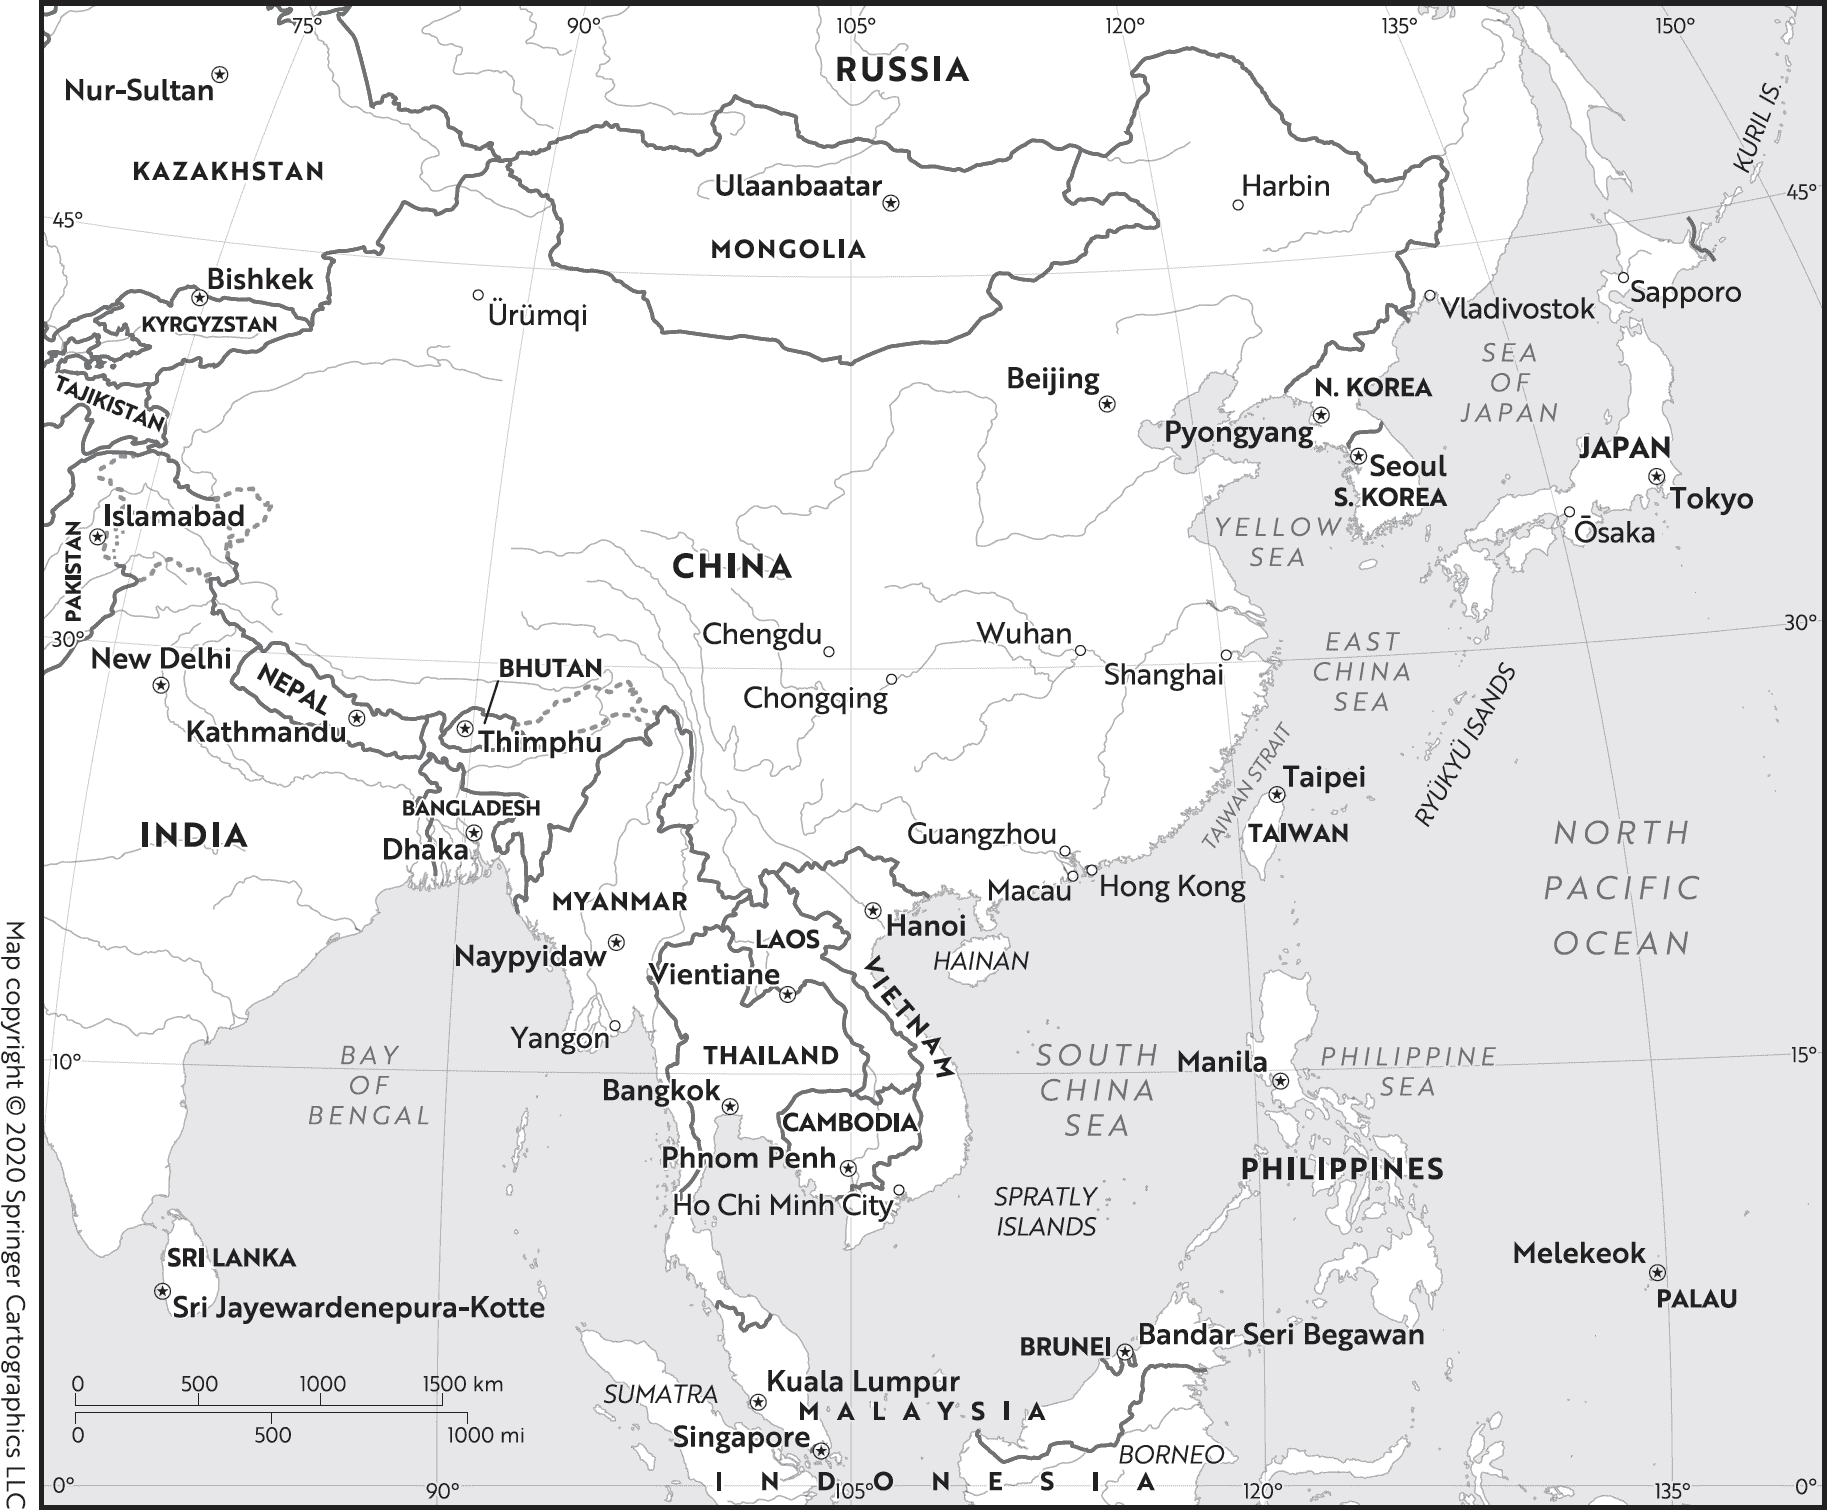 75°
90°
105°
120°
135°
150°
RUSSIA
Nur-Sultan
KURIL IS.
KAZAKHSTAN
Ulaanbaatar
Harbin
45°
45°
MONGOLIA
Bishkek
KYRGYZSTAN
Ürümqi
Sapporo
Vladivostok
SEA
OF
JAPAN
TAJIKISTAN
Beijing
N. KOREA
Pyongyang
JAPAN
Seoul
S. KOREA
Tokyo
Islamabad
YELLOW
SEA
Ōsaka
PAKISTAN
CHINA
30°
30°
Chengdu
Wuhan
EAST
CHINA
SEA
New Delhi
BHUTAN
Shanghai
NEPAL
Chongqing
RYŪKYŪ ISANDS
Kathmandu
Thimphu
TAIWAN STRAIT
Taipei
BANGLADESH
INDIA
Guangzhou
TAIWAN
NORTH
PACIFIC
OCEAN
Dhaka
Macau
Hong Kong
MYANMAR
Hanoi
LAOS
Naypyidaw
HAINAN
Vientiane
VIETNAM
Yangon
BAY
OF
BENGAL
THAILAND
SOUTH
CHINA
SEA
Manila
PHILIPPINE
SEA
10°
15°
Bangkok
CAMBODIA
Phnom Penh
PHILIPPINES
Ho Chi Minh City
SPRATLY
ISLANDS
SRI LANKA
Melekeok
Sri Jayewardenepura-Kotte
PALAU
BRUNEI
Bandar Seri Begawan
0 500 1000 1500 km
0 500 1000 mi
SUMATRA
Kuala Lumpur
MALAYSIA
Singapore
BORNEO
INDONESIA
0°
90°
105°
120°
135°
0°
Map copyright © 2020 Springer Cartographics LLC